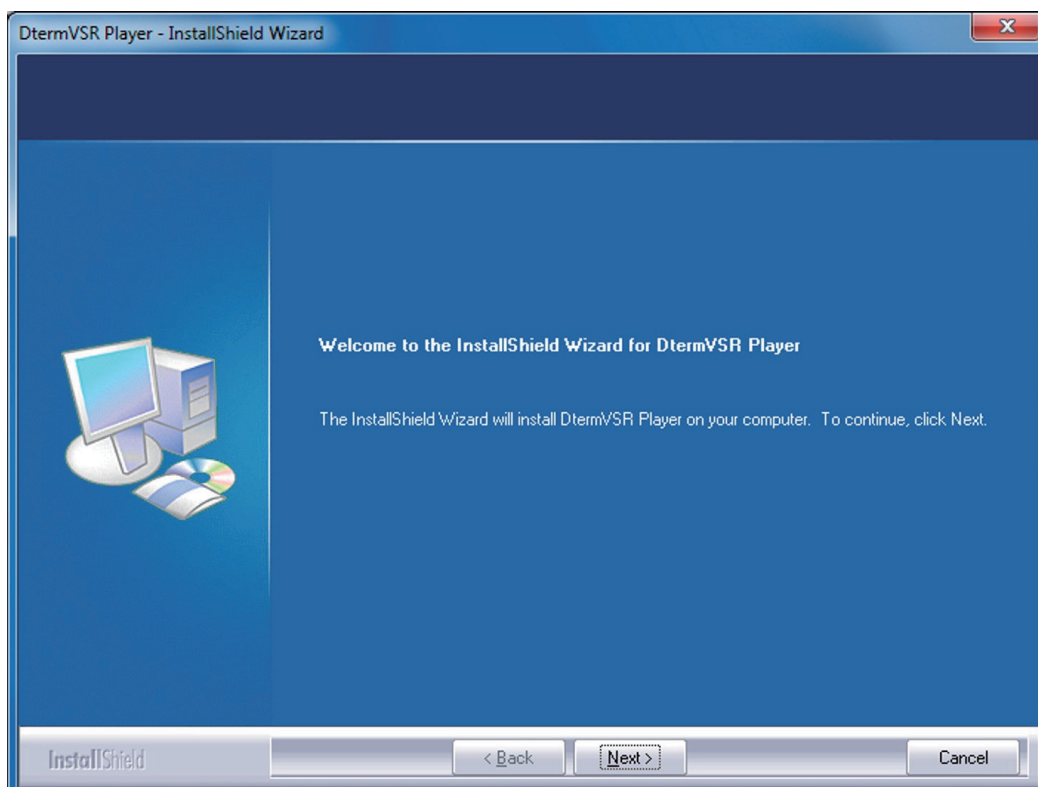 DtermVSR Player - InstallShield Wizard
Welcome to the InstallShield Wizard for DtermVSR Player
The InstallShield Wizard will install DtermVSR Player on your computer. To continue, click Next.
InstallShield
< Back
Next >
Cancel